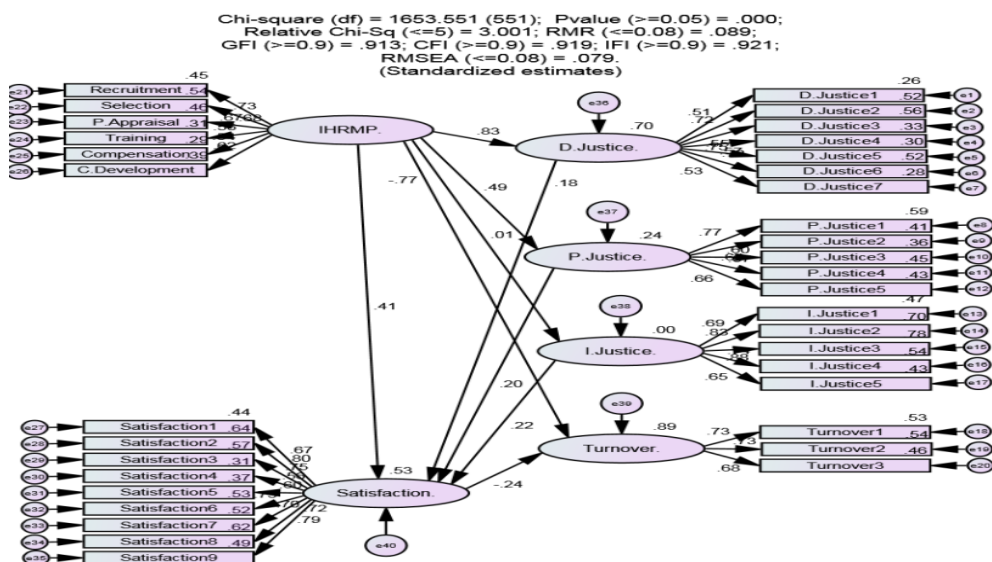 Chi-square (df) = 1653.551 (551);  Pvalue (>=0.05) = .000;
Relative Chi-Sq (<=5) = 3.001; RMR (<=0.08) = .089;
GFI (>=0.9) = .913; CFI (>=0.9) = .919; IFI (>=0.9) = .921;
RMSEA (<=0.08) = .079.
(Standardized estimates)
.45
e21 Recruitment .54
e22 Selection .46
e23 P.Appraisal .31
e24 Training .29
e25 Compensation .39
e26 C.Development
.73
IHRMP.
.83
-.77
.49
.01
.41
.18
.20
.22
-.24
e36
.70
D.Justice.
.51
.72
.53
.26
D.Justice1 .52 e1
D.Justice2 .56 e2
D.Justice3 .33 e3
D.Justice4 .30 e4
D.Justice5 .52 e5
D.Justice6 .28 e6
D.Justice7 e7
e37
.24
P.Justice.
.77
.66
.59
P.Justice1 .41 e8
P.Justice2 .36 e9
P.Justice3 .45 e10
P.Justice4 .43 e11
P.Justice5 e12
e38
.00
I.Justice.
.69
.83
.88
.65
.47
I.Justice1 .70 e13
I.Justice2 .78 e14
I.Justice3 .54 e15
I.Justice4 .43 e16
I.Justice5 e17
e39
.89
Turnover.
.73
.73
.68
.53
Turnover1 .54 e18
Turnover2 .46 e19
Turnover3 e20
.44
e27 Satisfaction1 .64
e28 Satisfaction2 .57
e29 Satisfaction3 .31
e30 Satisfaction4 .37
e31 Satisfaction5 .53
e32 Satisfaction6 .52
e33 Satisfaction7 .62
e34 Satisfaction8 .49
e35 Satisfaction9
.67
.80
.75
.72
.79
.53
Satisfaction.
e40